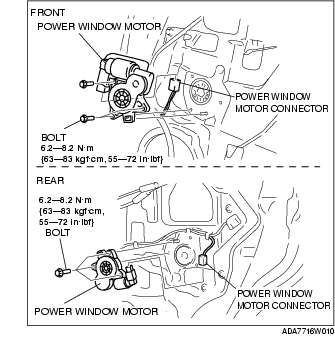 FRONT
POWER WINDOW MOTOR
POWER WINDOW
MOTOR CONNECTOR
BOLT
6.2—8.2 N·m
{63—83 kgf·cm, 55—72 in·lbf}
REAR
6.2—8.2 N·m
{63—83 kgf·cm,
55—72 in·lbf}
BOLT
POWER WINDOW MOTOR
POWER WINDOW
MOTOR CONNECTOR
ADA7716W010